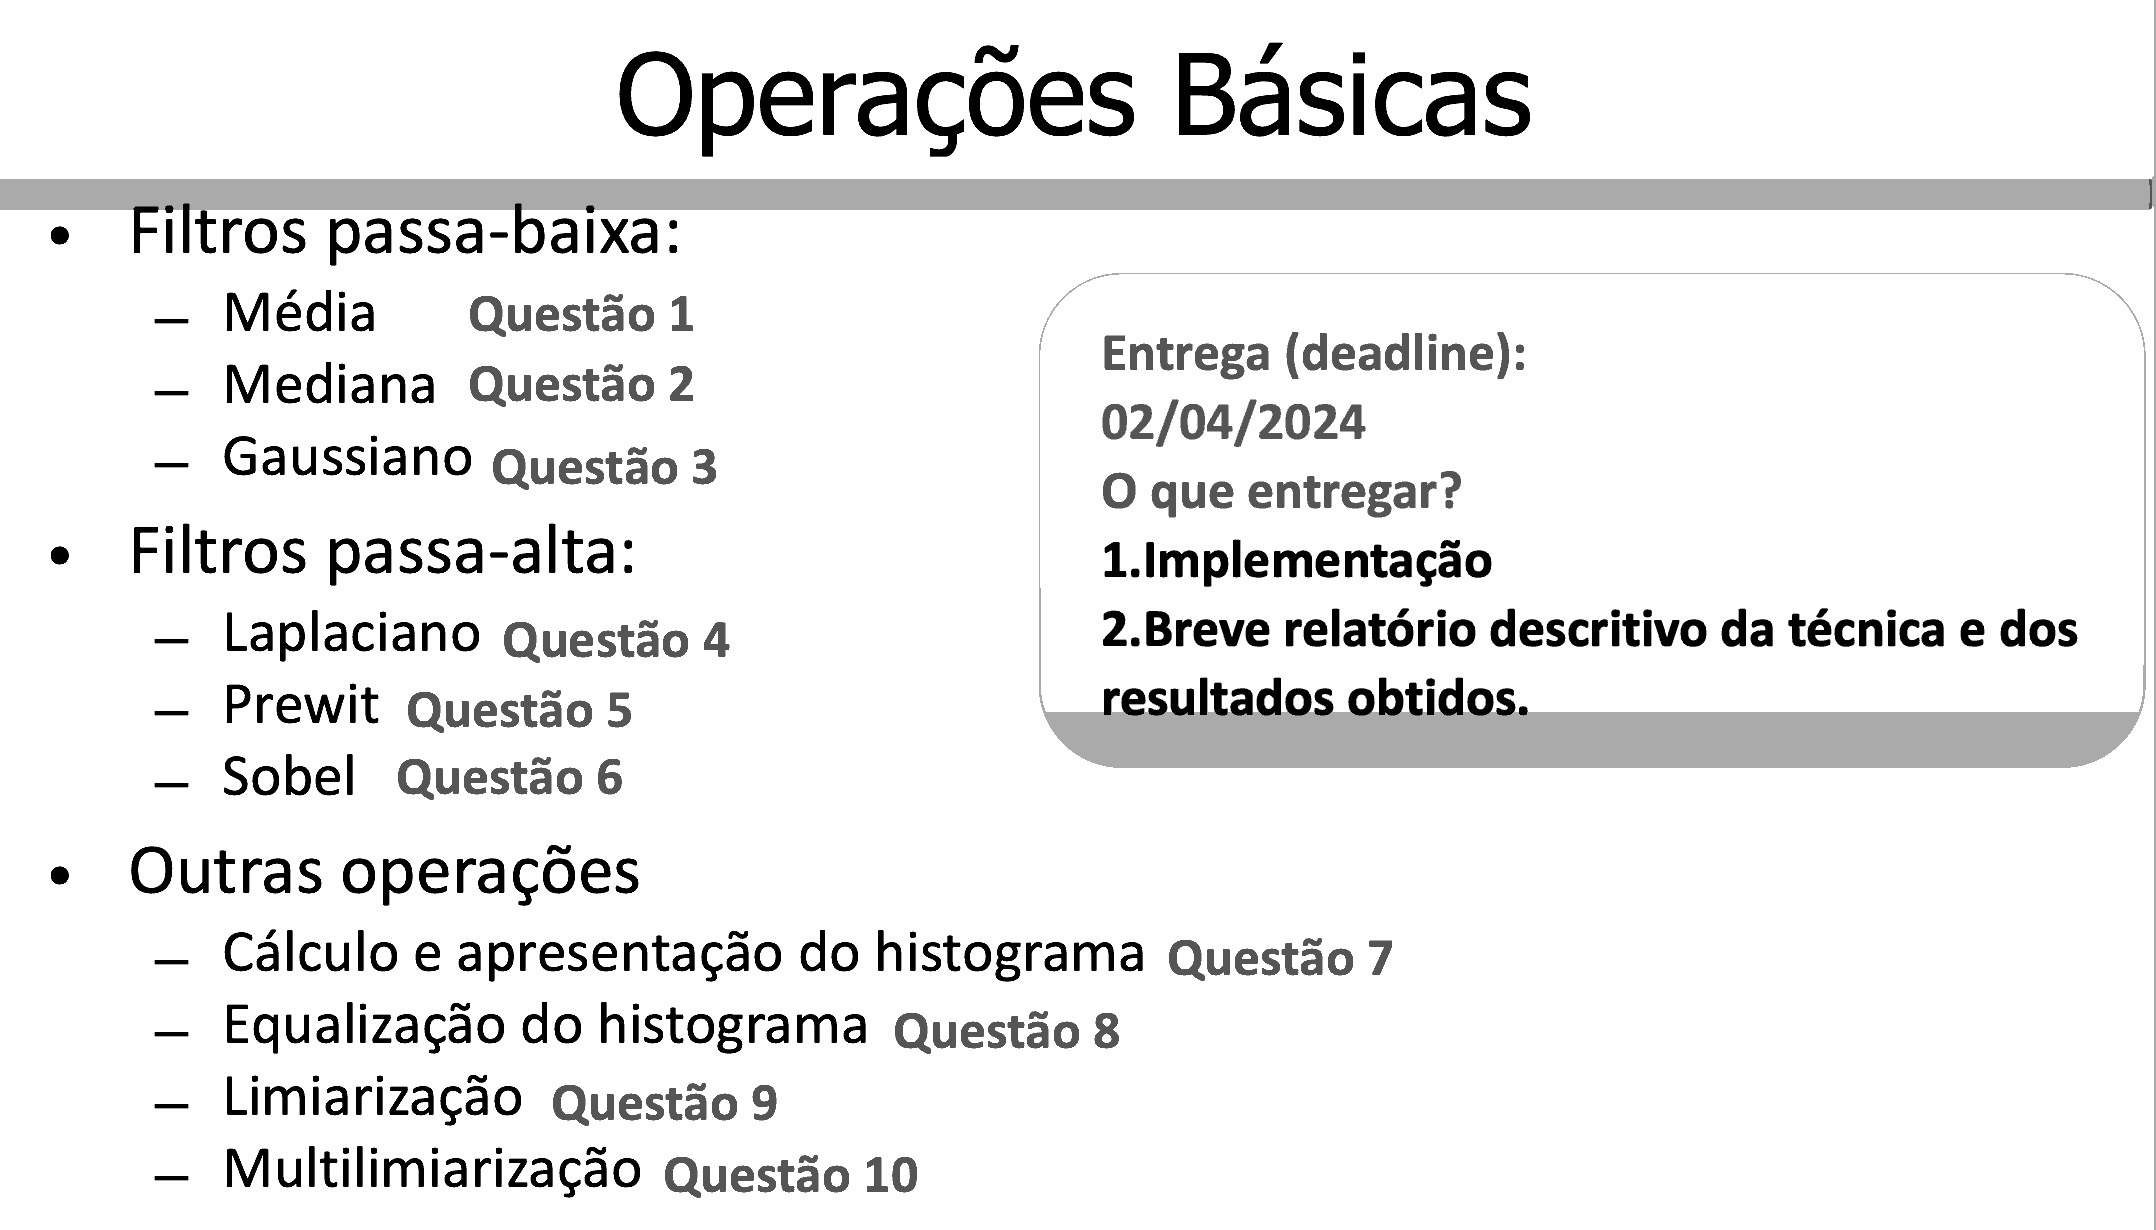 Operações Básicas
• Filtros passa-baixa:
– Média Questão 1
– Mediana Questão 2
– Gaussiano Questão 3
• Filtros passa-alta:
– Laplaciano Questão 4
– Prewit Questão 5
– Sobel Questão 6
• Outras operações
– Cálculo e apresentação do histograma Questão 7
– Equalização do histograma Questão 8
– Limiarização Questão 9
– Multilimiarização Questão 10
Entrega (deadline):
02/04/2024
O que entregar?
1.Implementação
2.Breve relatório descritivo da técnica e dos
resultados obtidos.